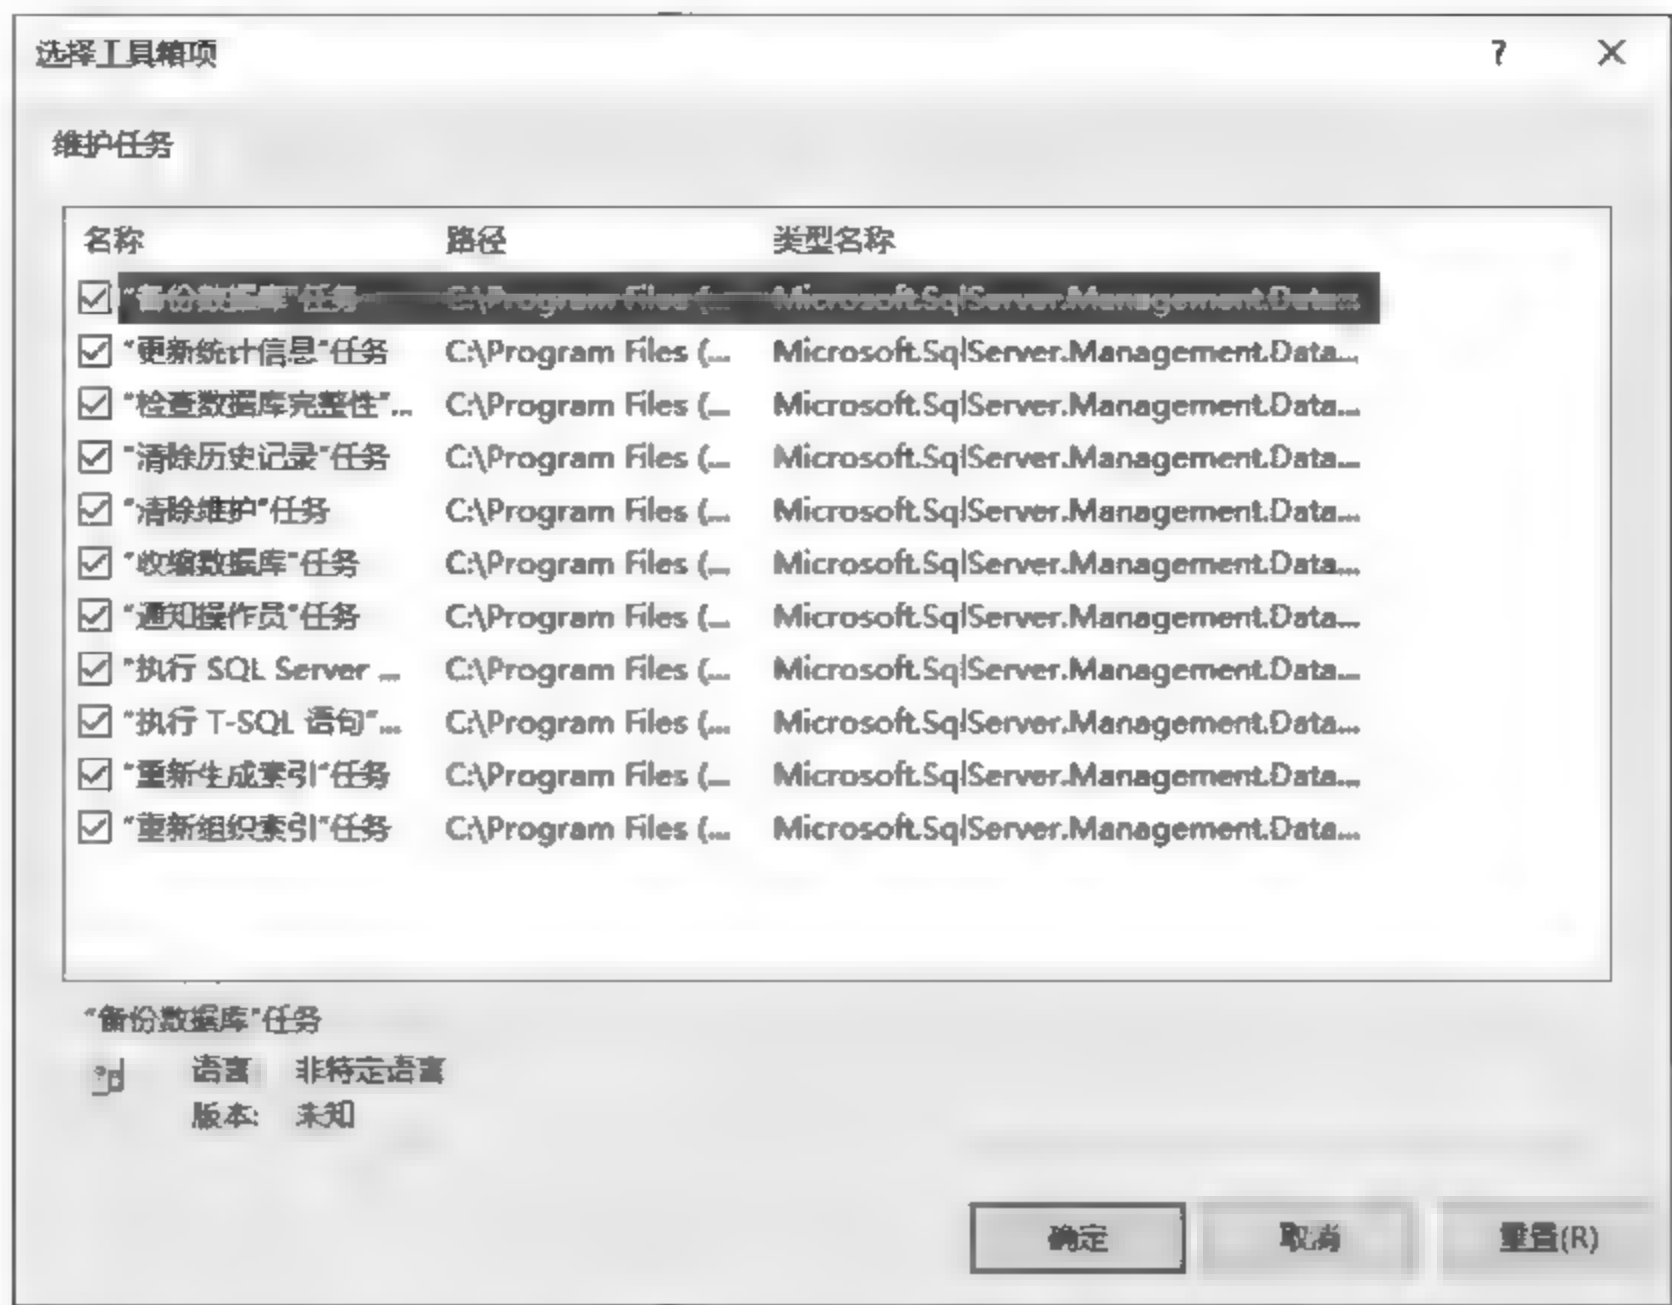 选择工具箱项 ? ×
维护任务
名称 路径 类型名称
“备份数据库”任务 C:\Program Files (... Microsoft.SqlServer.Management.Data...
“更新统计信息”任务 C:\Program Files (... Microsoft.SqlServer.Management.Data...
“检查数据库完整性”... C:\Program Files (... Microsoft.SqlServer.Management.Data...
“清除历史记录”任务 C:\Program Files (... Microsoft.SqlServer.Management.Data...
“清除维护”任务 C:\Program Files (... Microsoft.SqlServer.Management.Data...
“收缩数据库”任务 C:\Program Files (... Microsoft.SqlServer.Management.Data...
“通知操作员”任务 C:\Program Files (... Microsoft.SqlServer.Management.Data...
“执行 SQL Server ... C:\Program Files (... Microsoft.SqlServer.Management.Data...
“执行 T-SQL 语句”... C:\Program Files (... Microsoft.SqlServer.Management.Data...
“重新生成索引”任务 C:\Program Files (... Microsoft.SqlServer.Management.Data...
“重新组织索引”任务 C:\Program Files (... Microsoft.SqlServer.Management.Data...
“备份数据库”任务
语言 非特定语言
版本: 未知
确定 取消 重置(R)